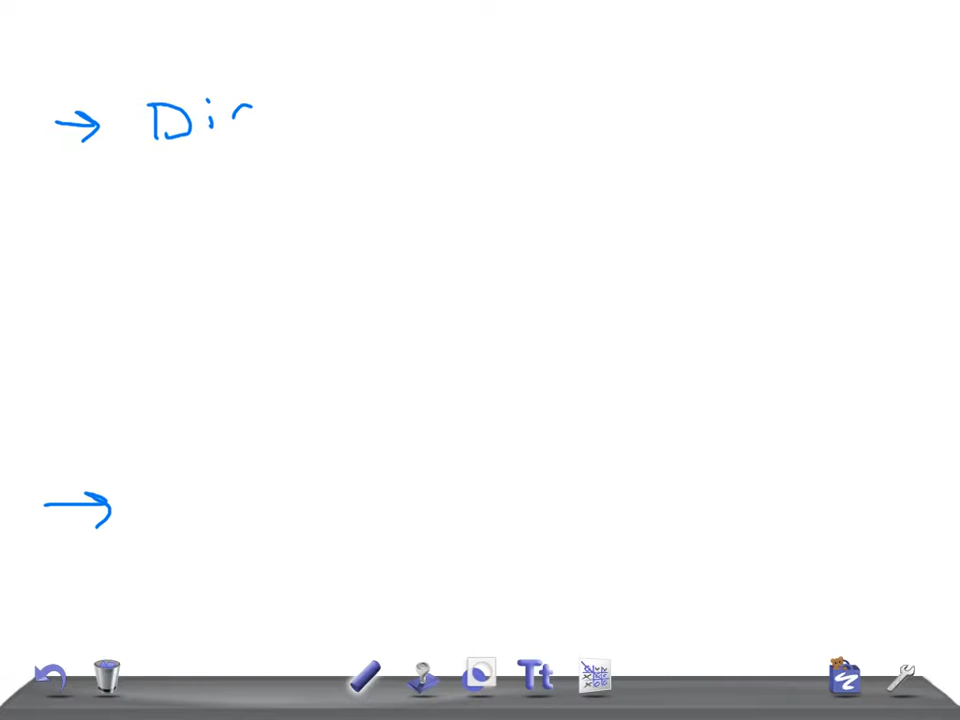 → Dir
→